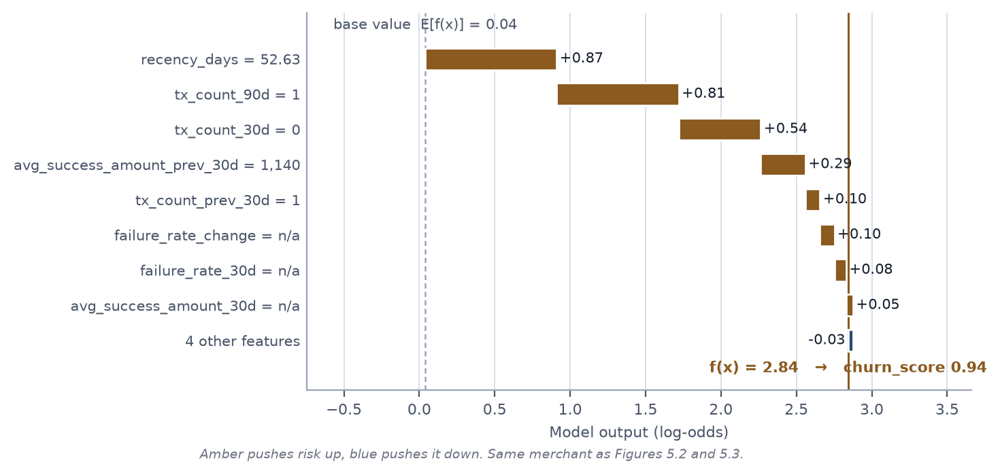 base value E[f(x)] = 0.04
recency_days = 52.63 +0.87
tx_count_90d = 1 +0.81
tx_count_30d = 0 +0.54
avg_success_amount_prev_30d = 1,140 +0.29
tx_count_prev_30d = 1 +0.10
failure_rate_change = n/a +0.10
failure_rate_30d = n/a +0.08
avg_success_amount_30d = n/a +0.05
4 other features -0.03
f(x) = 2.84 → churn_score 0.94
−0.5 0.0 0.5 1.0 1.5 2.0 2.5 3.0 3.5
Model output (log-odds)
Amber pushes risk up, blue pushes it down. Same merchant as Figures 5.2 and 5.3.